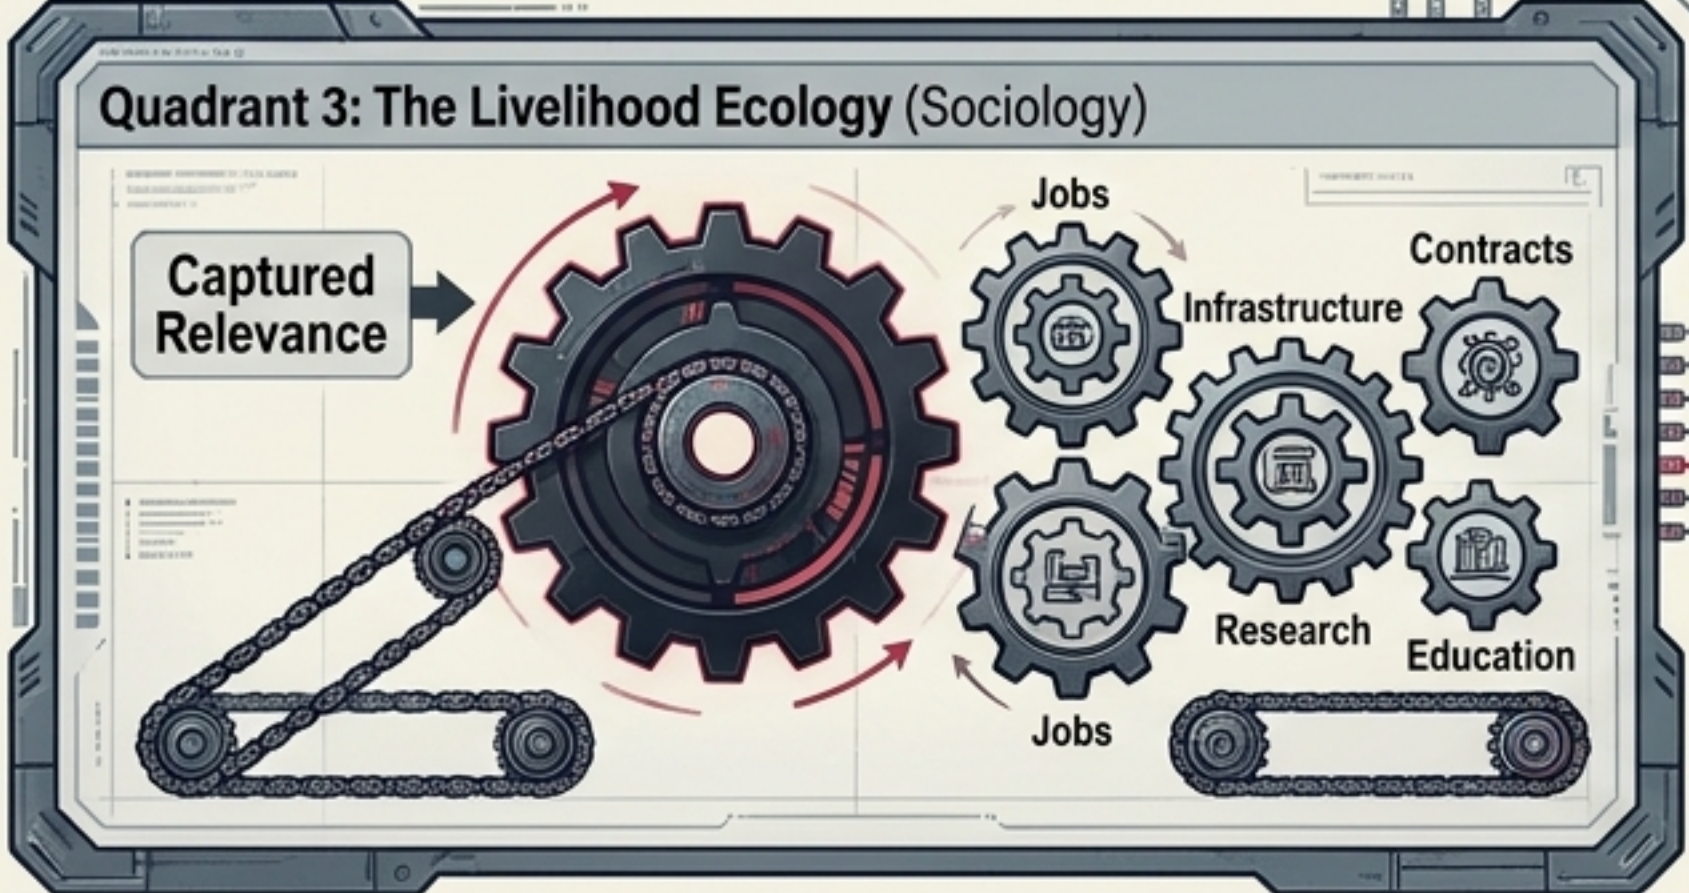 Quadrant 3: The Livelihood Ecology (Sociology)
Captured
Relevance
Jobs
Infrastructure
Contracts
Research
Education
Jobs